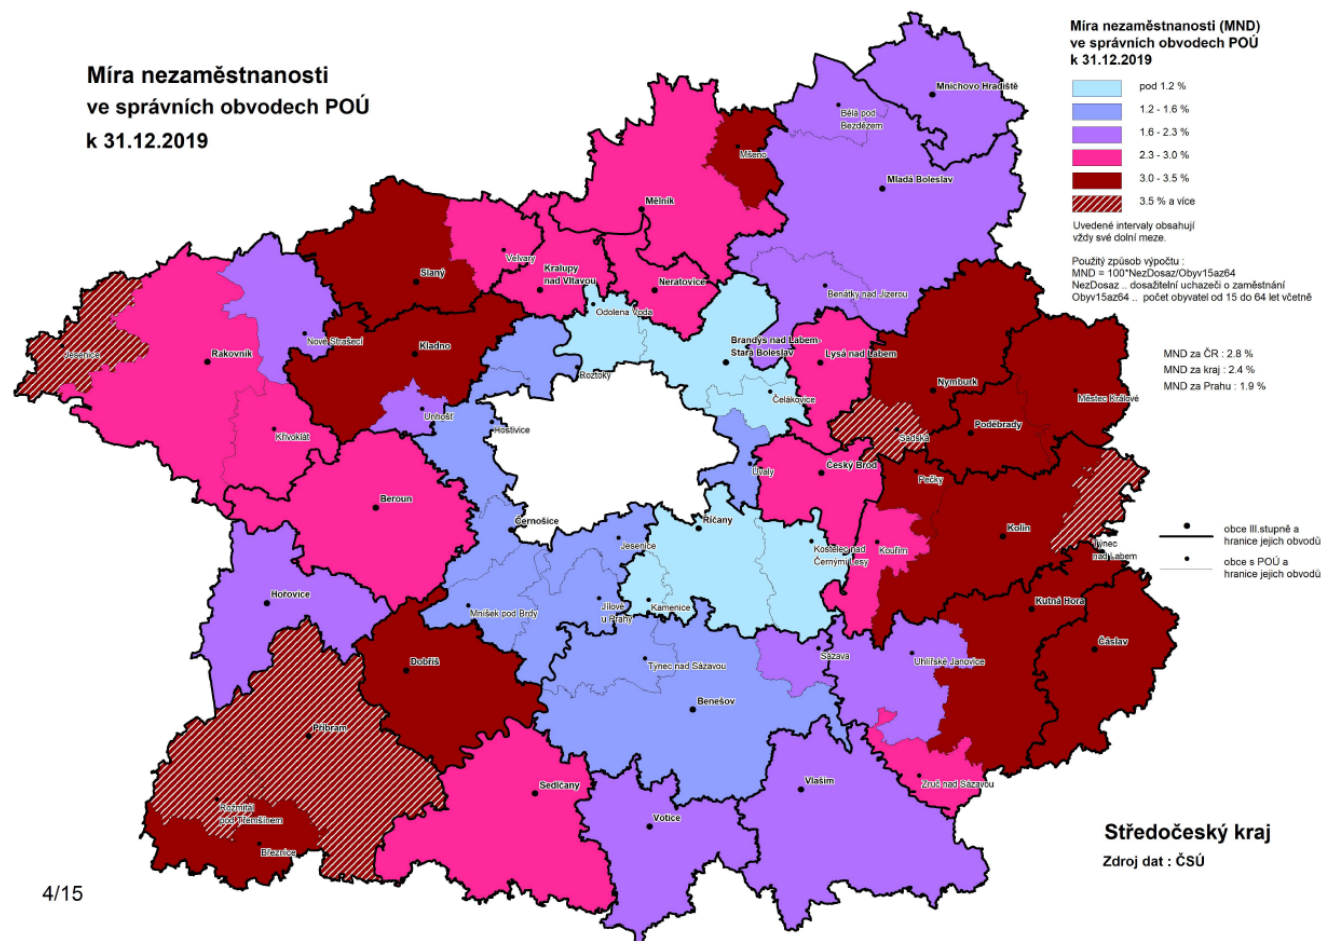 Míra nezaměstnanosti
ve správních obvodech POÚ
k 31.12.2019
Míra nezaměstnanosti (MND)
ve správních obvodech POÚ
k 31.12.2019
pod 1.2 %
1.2 - 1.6 %
1.6 - 2.3 %
2.3 - 3.0 %
3.0 - 3.5 %
3.5 % a více
Uvedené intervaly obsahují
vždy své dolní meze.
Použitý způsob výpočtu :
MND = 100*NezDosaz/Obyv15az64
NezDosaz .. dosažitelní uchazeči o zaměstnání
Obyv15az64 .. počet obyvatel od 15 do 64 let včetně
MND za ČR : 2.8 %
MND za kraj : 2.4 %
MND za Prahu : 1.9 %
Mnichovo Hradiště
Bělá pod
Bezdězem
Mšeno
Mladá Boleslav
Mělník
Velvary
Slaný
Kralupy
nad Vltavou
Neratovice
Benátky nad Jizerou
Odolena Voda
Nové Strašecí
Jesenice
Rakovník
Kladno
Brandýs nad Labem-
Stará Boleslav
Lysá nad Labem
Roztoky
Nymburk
Městec Králové
Čelákovice
Unhošť
Hostivice
Křivoklát
Sadská
Poděbrady
Úvaly
Český Brod
Pečky
Beroun
Černošice
Říčany
Kolín
Jesenice
Kostelec nad
Černými Lesy
Kouřim
Týnec
nad Labem
obce III.stupně a
hranice jejich obvodů
obce s POÚ a
hranice jejich obvodů
Hořovice
Mníšek pod Brdy
Jílové
u Prahy
Kamenice
Kutná Hora
Čáslav
Dobříš
Týnec nad Sázavou
Sázava
Uhlířské Janovice
Benešov
Příbram
Sedlčany
Vlašim
Zruč nad Sázavou
Rožmitál
pod Třemšínem
Votice
Březnice
Středočeský kraj
Zdroj dat : ČSÚ
4/15